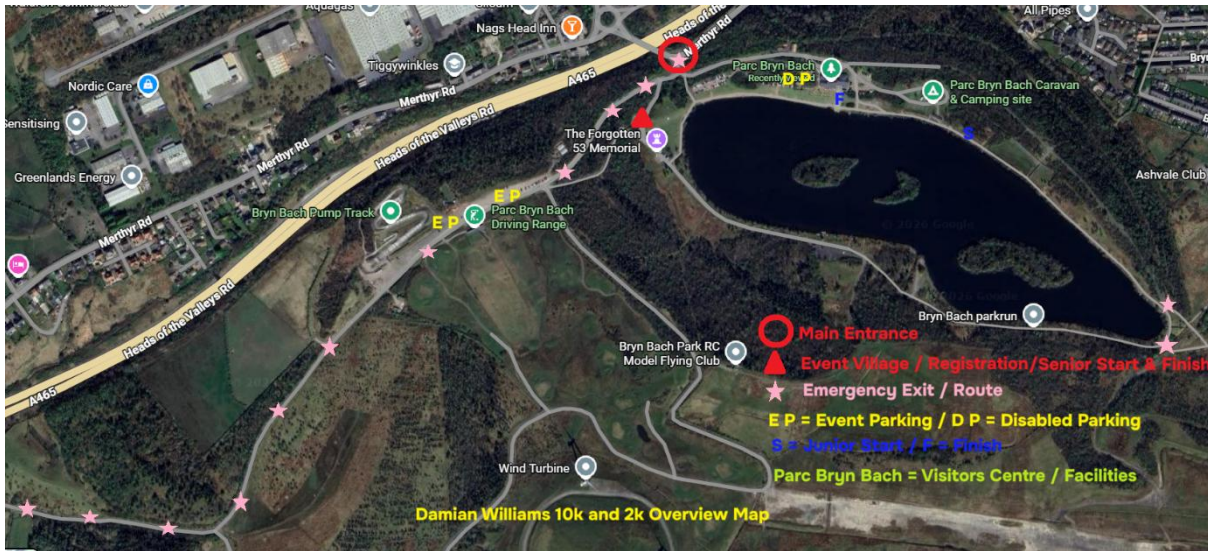 Aquagas
Nags Head Inn
Heads of the
Merthyr Rd
All Pipes
Tiggywinkles
A465
Parc Bryn Bach
Recently viewed
D P
Nordic Care
F
Parc Bryn Bach Caravan
& Camping site
Merthyr Rd
Heads of the Valleys Rd
Sensitising
The Forgotten
53 Memorial
S
Ashvale Club
Greenlands Energy
E P
Bryn Bach Pump Track
E P
Parc Bryn Bach
Driving Range
Merthyr Rd
Heads of the Valleys Rd
Bryn Bach parkrun
Main Entrance
Bryn Bach Park RC
Model Flying Club
Event Village / Registration/Senior Start & Finish
A465
Emergency Exit / Route
E P = Event Parking / D P = Disabled Parking
S = Junior Start / F = Finish
Wind Turbine
Parc Bryn Bach = Visitors Centre / Facilities
Damian Williams 10k and 2k Overview Map